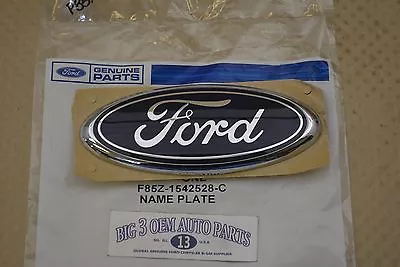 Ford
GENUINE
PARTS
Ford
F85Z-1542528-C
NAME PLATE
BIG 3 OEM AUTO PARTS
13
U.S.A.